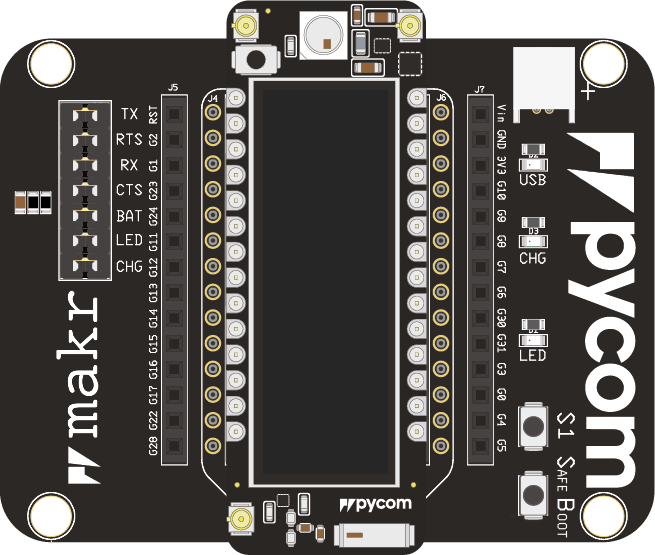 J5
J4
J6
J7
TX
RTS
RX
CTS
BAT
LED
CHG
RST
G2
G1
G23
G24
G11
G12
G13
G14
G15
G16
G17
G22
G28
Vin
GND
3V3
G10
G9
G8
G7
G6
G30
G31
G3
G0
G4
G5
+
USB
D3
CHG
D1
LED
S1
SAFE BOOT
makr
pycom
pycom